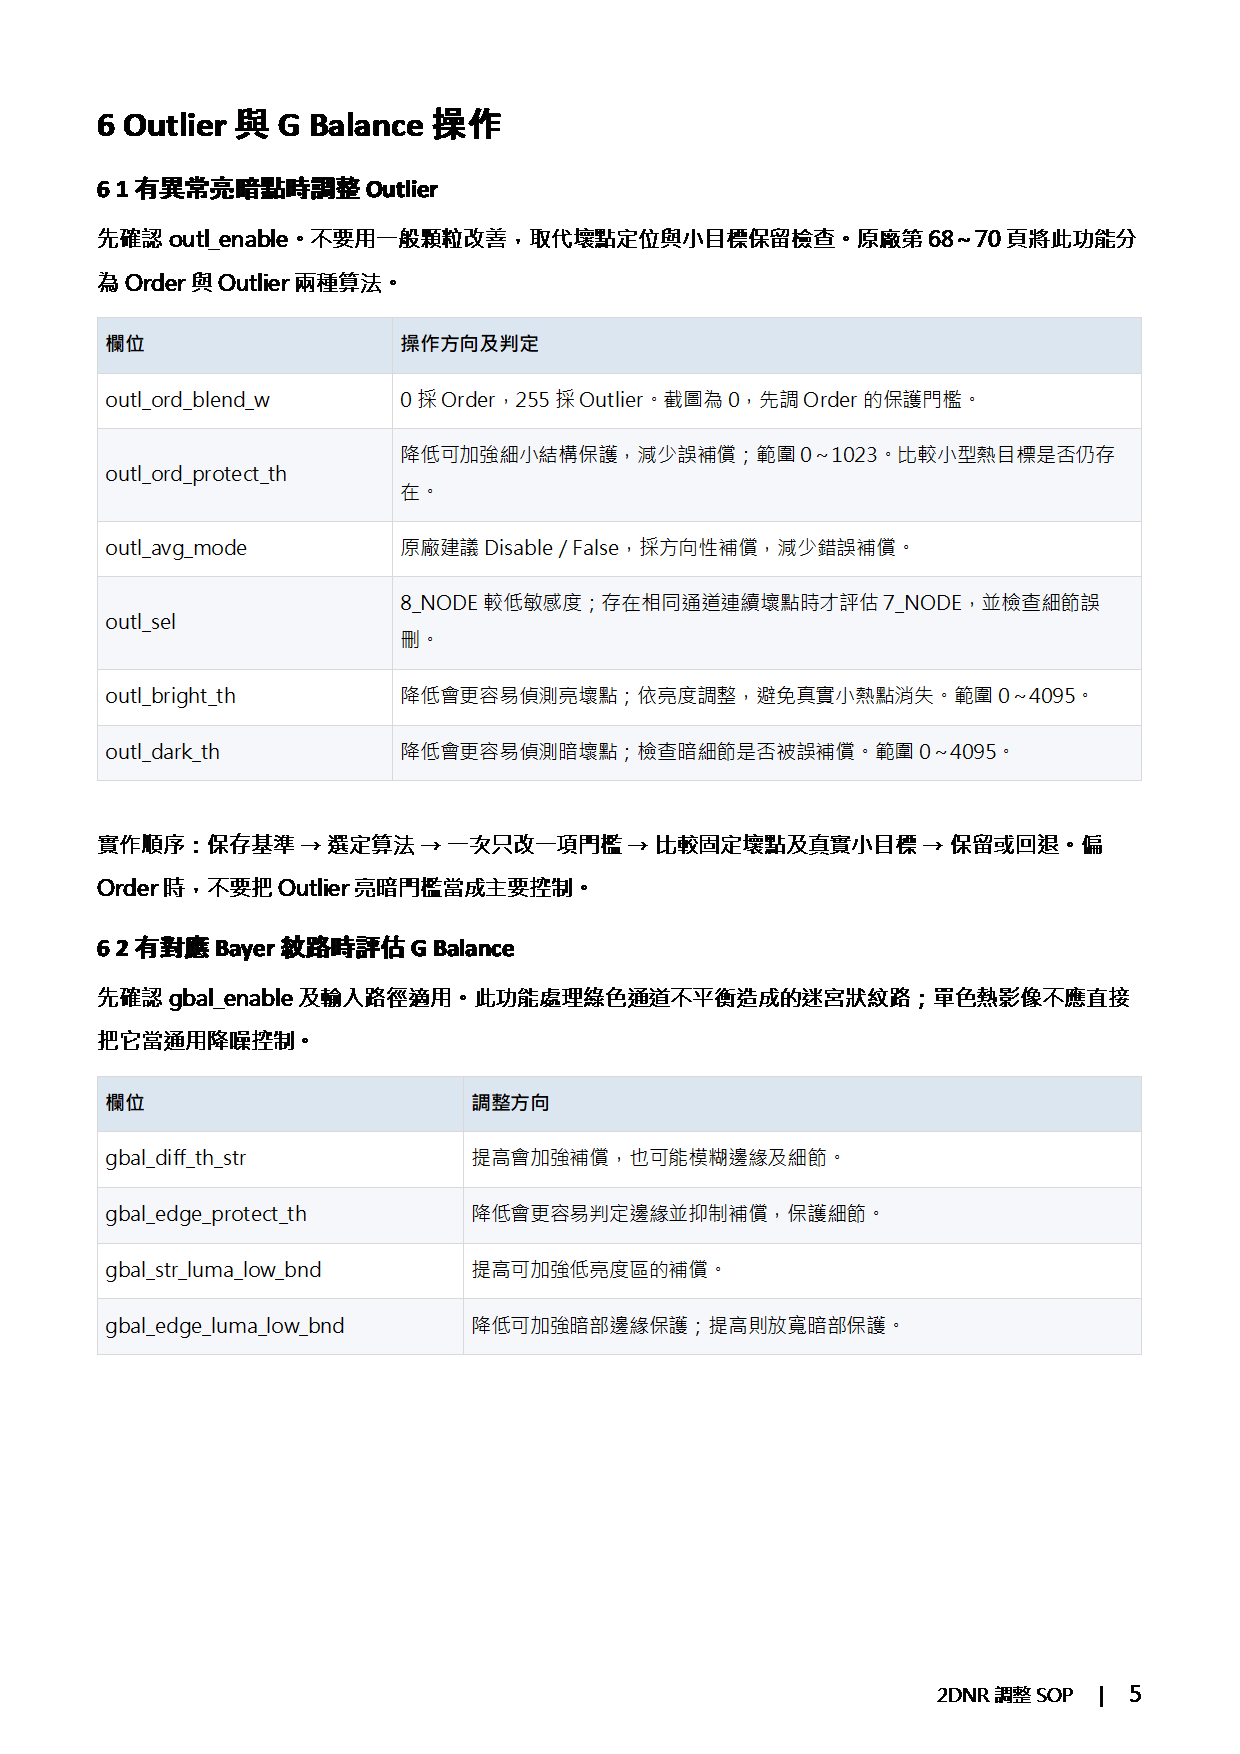 6 Outlier 與 G Balance 操作
6 1 有異常亮暗點時調整 Outlier
先確認 outl_enable。不要用一般顆粒改善，取代壞點定位與小目標保留檢查。原廠第 68～70 頁將此功能分
為 Order 與 Outlier 兩種算法。
欄位 操作方向及判定
outl_ord_blend_w 0 採 Order，255 採 Outlier。截圖為 0，先調 Order 的保護門檻。
outl_ord_protect_th 降低可加強細小結構保護，減少誤補償；範圍 0～1023。比較小型熱目標是否仍存
在。
outl_avg_mode 原廠建議 Disable / False，採方向性補償，減少錯誤補償。
outl_sel 8_NODE 較低敏感度；存在相同通道連續壞點時才評估 7_NODE，並檢查細節誤
刪。
outl_bright_th 降低會更容易偵測亮壞點；依亮度調整，避免真實小熱點消失。範圍 0～4095。
outl_dark_th 降低會更容易偵測暗壞點；檢查暗細節是否被誤補償。範圍 0～4095。
實作順序：保存基準 → 選定算法 → 一次只改一項門檻 → 比較固定壞點及真實小目標 → 保留或回退。偏
Order 時，不要把 Outlier 亮暗門檻當成主要控制。
6 2 有對應 Bayer 紋路時評估 G Balance
先確認 gbal_enable 及輸入路徑適用。此功能處理綠色通道不平衡造成的迷宮狀紋路；單色熱影像不應直接
把它當通用降噪控制。
欄位 調整方向
gbal_diff_th_str 提高會加強補償，也可能模糊邊緣及細節。
gbal_edge_protect_th 降低會更容易判定邊緣並抑制補償，保護細節。
gbal_str_luma_low_bnd 提高可加強低亮度區的補償。
gbal_edge_luma_low_bnd 降低可加強暗部邊緣保護；提高則放寬暗部保護。
2DNR 調整 SOP | 5